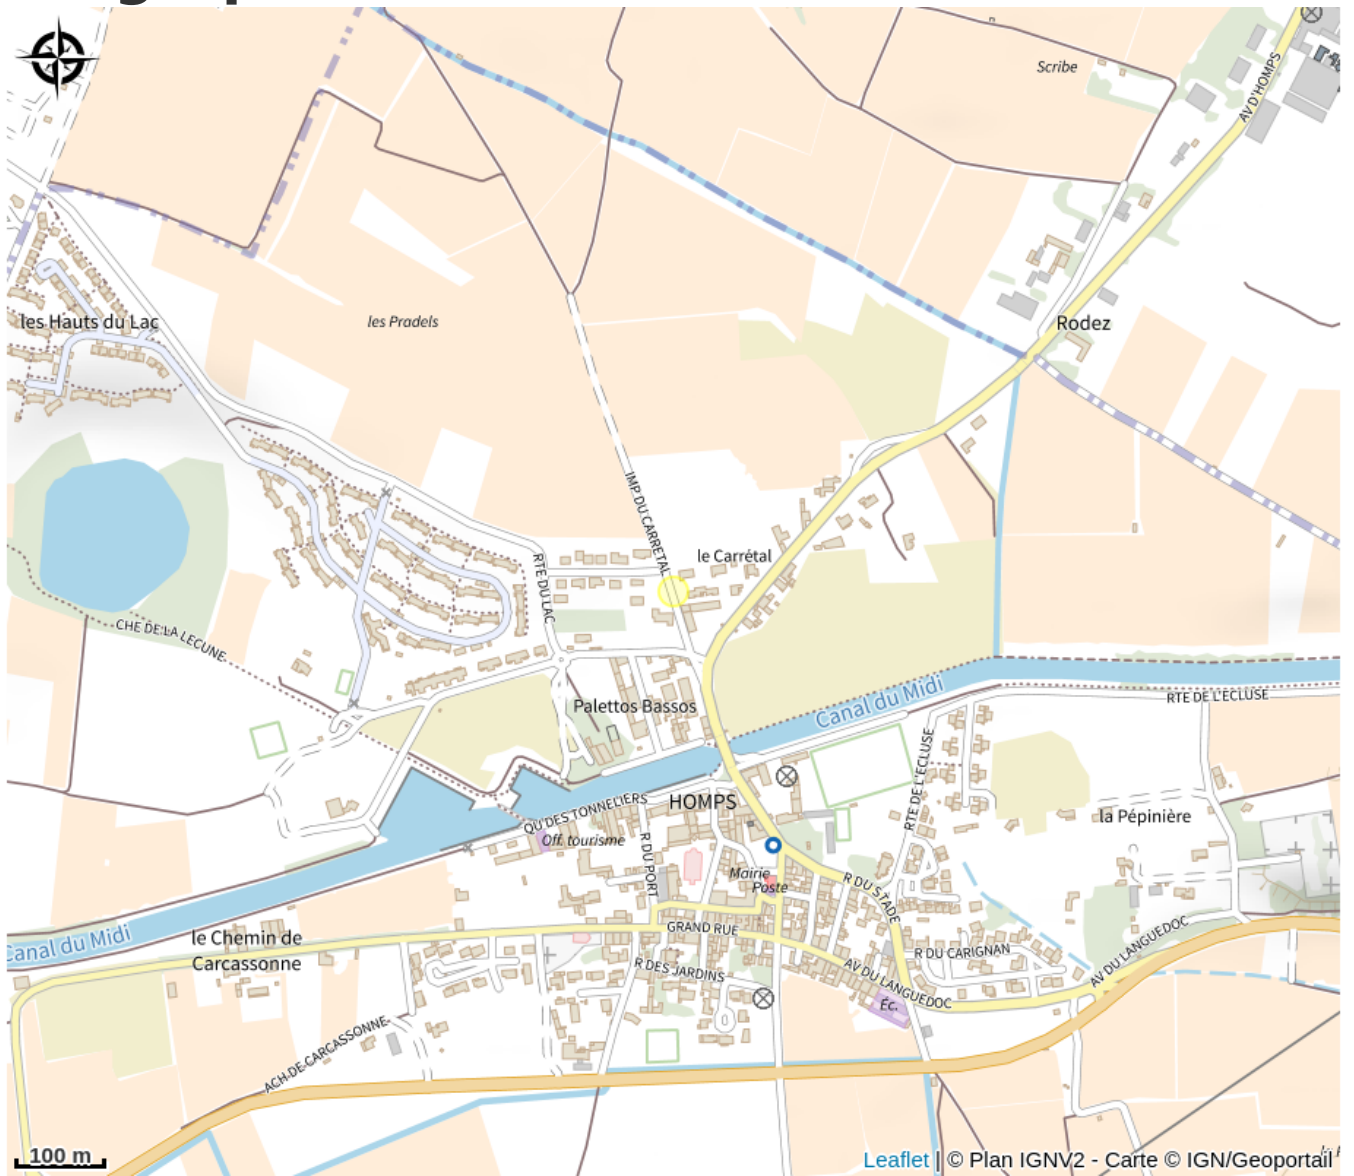 Scribe
AV D'HOMPS
les Hauts du Lac
les Pradels
Rodez
IMP DU CARRETAL
le Carrétal
RTE DU LAC
CHE DE LA LECUNE
Palettos Bassos
Canal du Midi
RTE DE L'ECLUSE
RTE DE L'ECLUSE
QU DES TONNELIERS
HOMPS
la Pépinière
Off. tourisme
R DU PORT
Mairie
Poste
R DU STADE
GRAND RUE
Canal du Midi
le Chemin de
Carcassonne
R DES JARDINS
AV DU LANGUEDOC
R DU CARIGNAN
AV DU LANGUEDOC
Éc.
ACH-DE-CARCASSONNE
100 m
Leaflet | © Plan IGNV2 - Carte © IGN/Geoportail